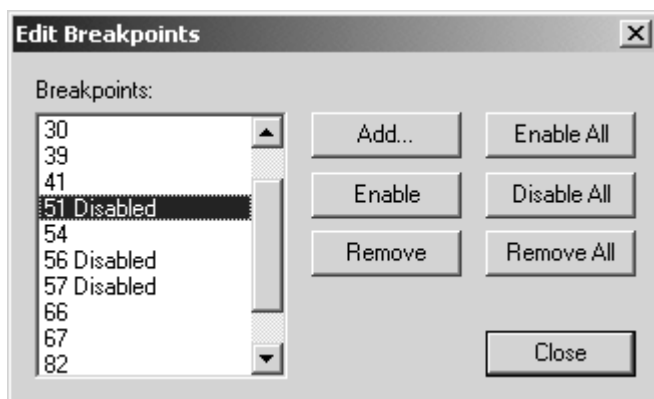 Edit Breakpoints
Breakpoints:
30
39
41
51 Disabled
54
56 Disabled
57 Disabled
66
67
82
Add...
Enable All
Enable
Disable All
Remove
Remove All
Close